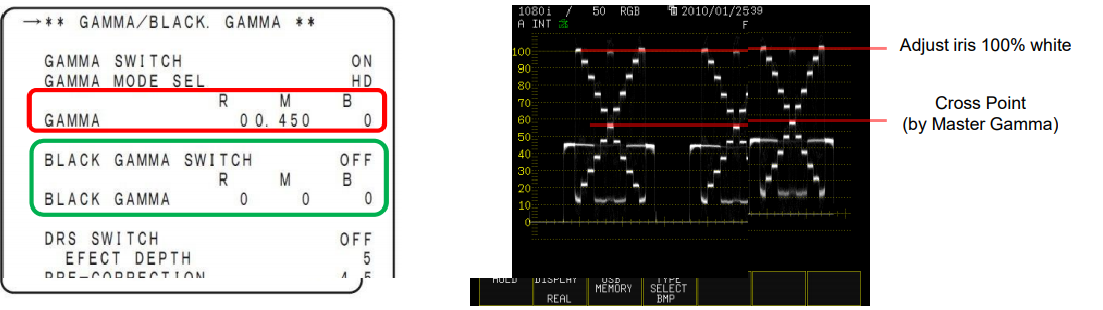 →** GAMMA/BLACK. GAMMA **
GAMMA SWITCH ON
GAMMA MODE SEL HD
R M B
GAMMA 0 0.450 0
BLACK GAMMA SWITCH OFF
R M B
BLACK GAMMA 0 0 0
DRS SWITCH OFF
EFECT DEPTH 5
1080i / 50 RGB 2010/01/2539
A INT F
100
90
80
70
60
50
40
30
20
10
0
HOLD DISPLAY REAL
USB MEMORY
TYPE SELECT BMP
Adjust iris 100% white
Cross Point
(by Master Gamma)